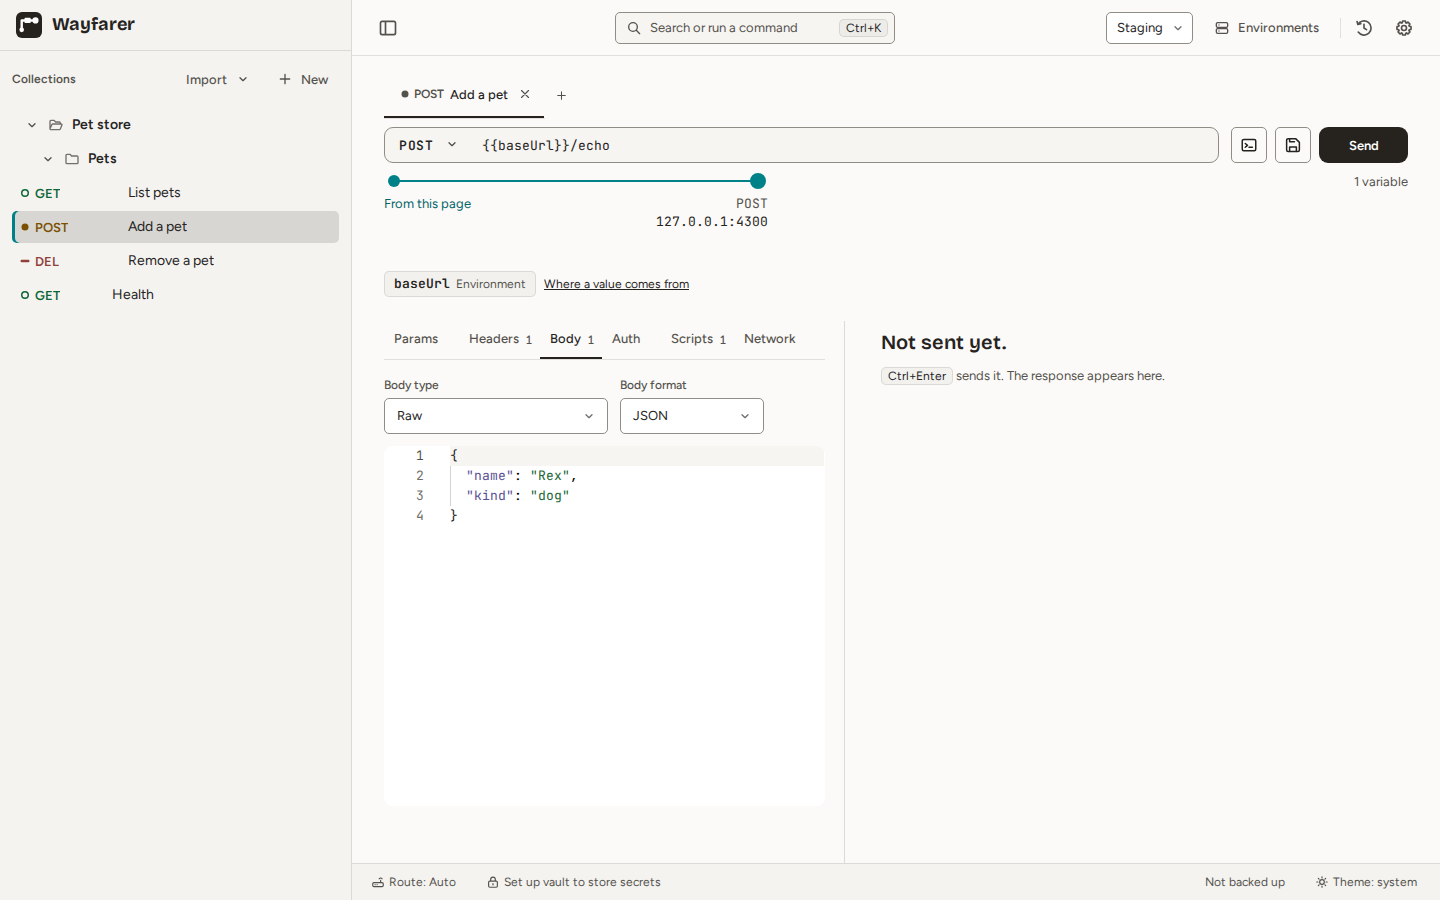 Wayfarer
Search or run a command
Ctrl+K
Staging
Environments
Collections
Import
New
Pet store
Pets
GET List pets
POST Add a pet
DEL Remove a pet
GET Health
POST Add a pet
POST {{baseUrl}}/echo
Send
1 variable
From this page
POST
127.0.0.1:4300
baseUrl Environment
Where a value comes from
Params
Headers 1
Body 1
Auth
Scripts 1
Network
Body type
Body format
Raw
JSON
1 {
2 "name": "Rex",
3 "kind": "dog"
4 }
Not sent yet.
Ctrl+Enter sends it. The response appears here.
Route: Auto
Set up vault to store secrets
Not backed up
Theme: system